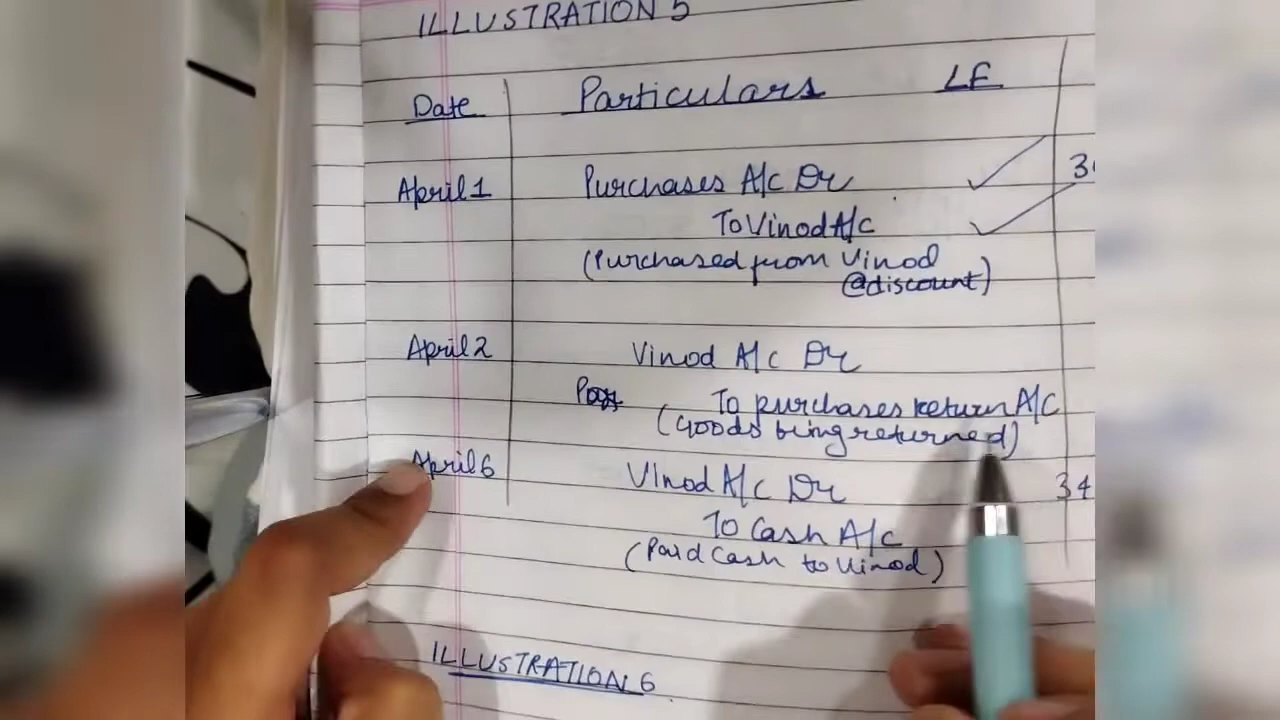 ILLUSTRATION 5
Date Particulars LF
April 1 Purchases A/c Dr
To Vinod A/c
(Purchased from Vinod
@discount)
April 2 Vinod A/c Dr
To purchases return A/C
(Goods being returned)
April 6 Vinod A/c Dr 34
To Cash A/c
(Paid Cash to Vinod)
ILLUSTRATION 6